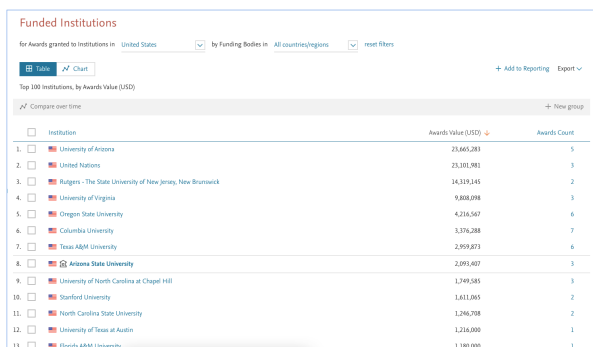 Funded Institutions
for Awards granted to Institutions in United States by Funding Bodies in All countries/regions reset filters
Table Chart + Add to Reporting Export
Top 100 Institutions, by Awards Value (USD)
Compare over time + New group
Institution Awards Value (USD) Awards Count
1. University of Arizona 23,665,283 5
2. United Nations 23,101,981 3
3. Rutgers - The State University of New Jersey, New Brunswick 14,319,145 2
4. University of Virginia 9,808,098 3
5. Oregon State University 4,216,567 6
6. Columbia University 3,376,288 7
7. Texas A&M University 2,959,873 6
8. Arizona State University 2,093,407 3
9. University of North Carolina at Chapel Hill 1,749,585 3
10. Stanford University 1,611,065 2
11. North Carolina State University 1,246,708 2
12. University of Texas at Austin 1,216,000 1
13. Florida A&M University 1,180,000 1